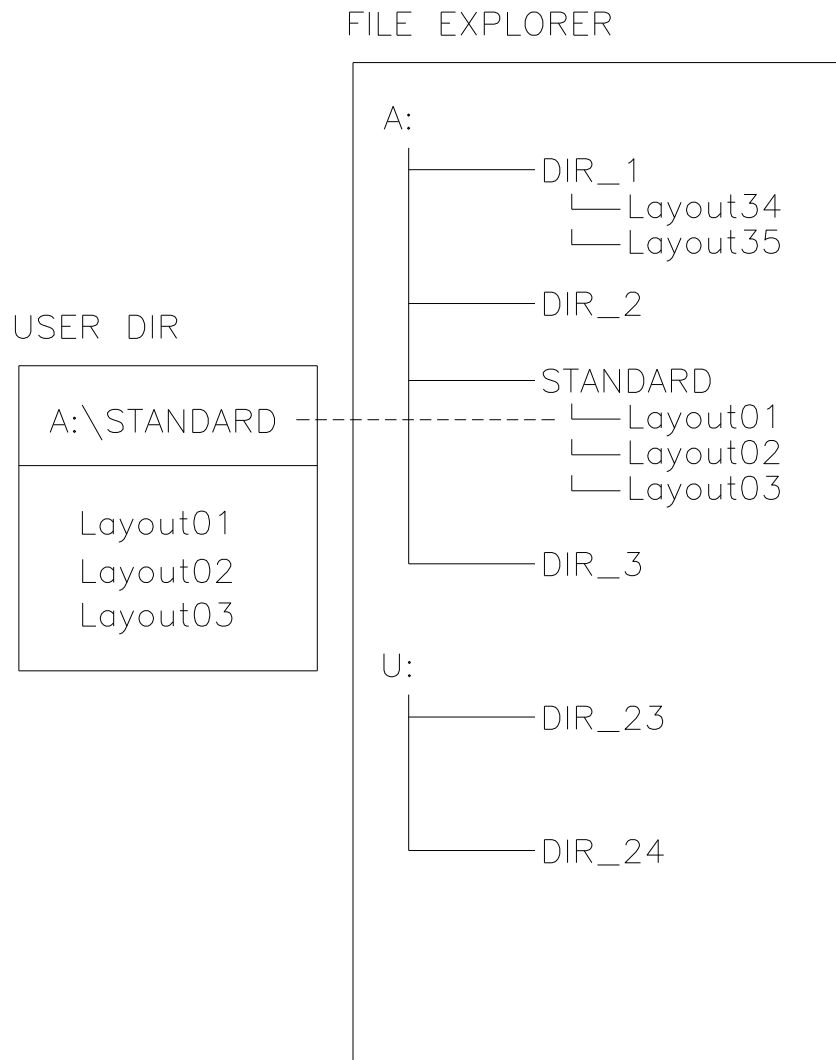 FILE EXPLORER
A:
DIR_1
Layout34
Layout35
DIR_2
STANDARD
Layout01
Layout02
Layout03
DIR_3
U:
DIR_23
DIR_24
USER DIR
A:\STANDARD
Layout01
Layout02
Layout03